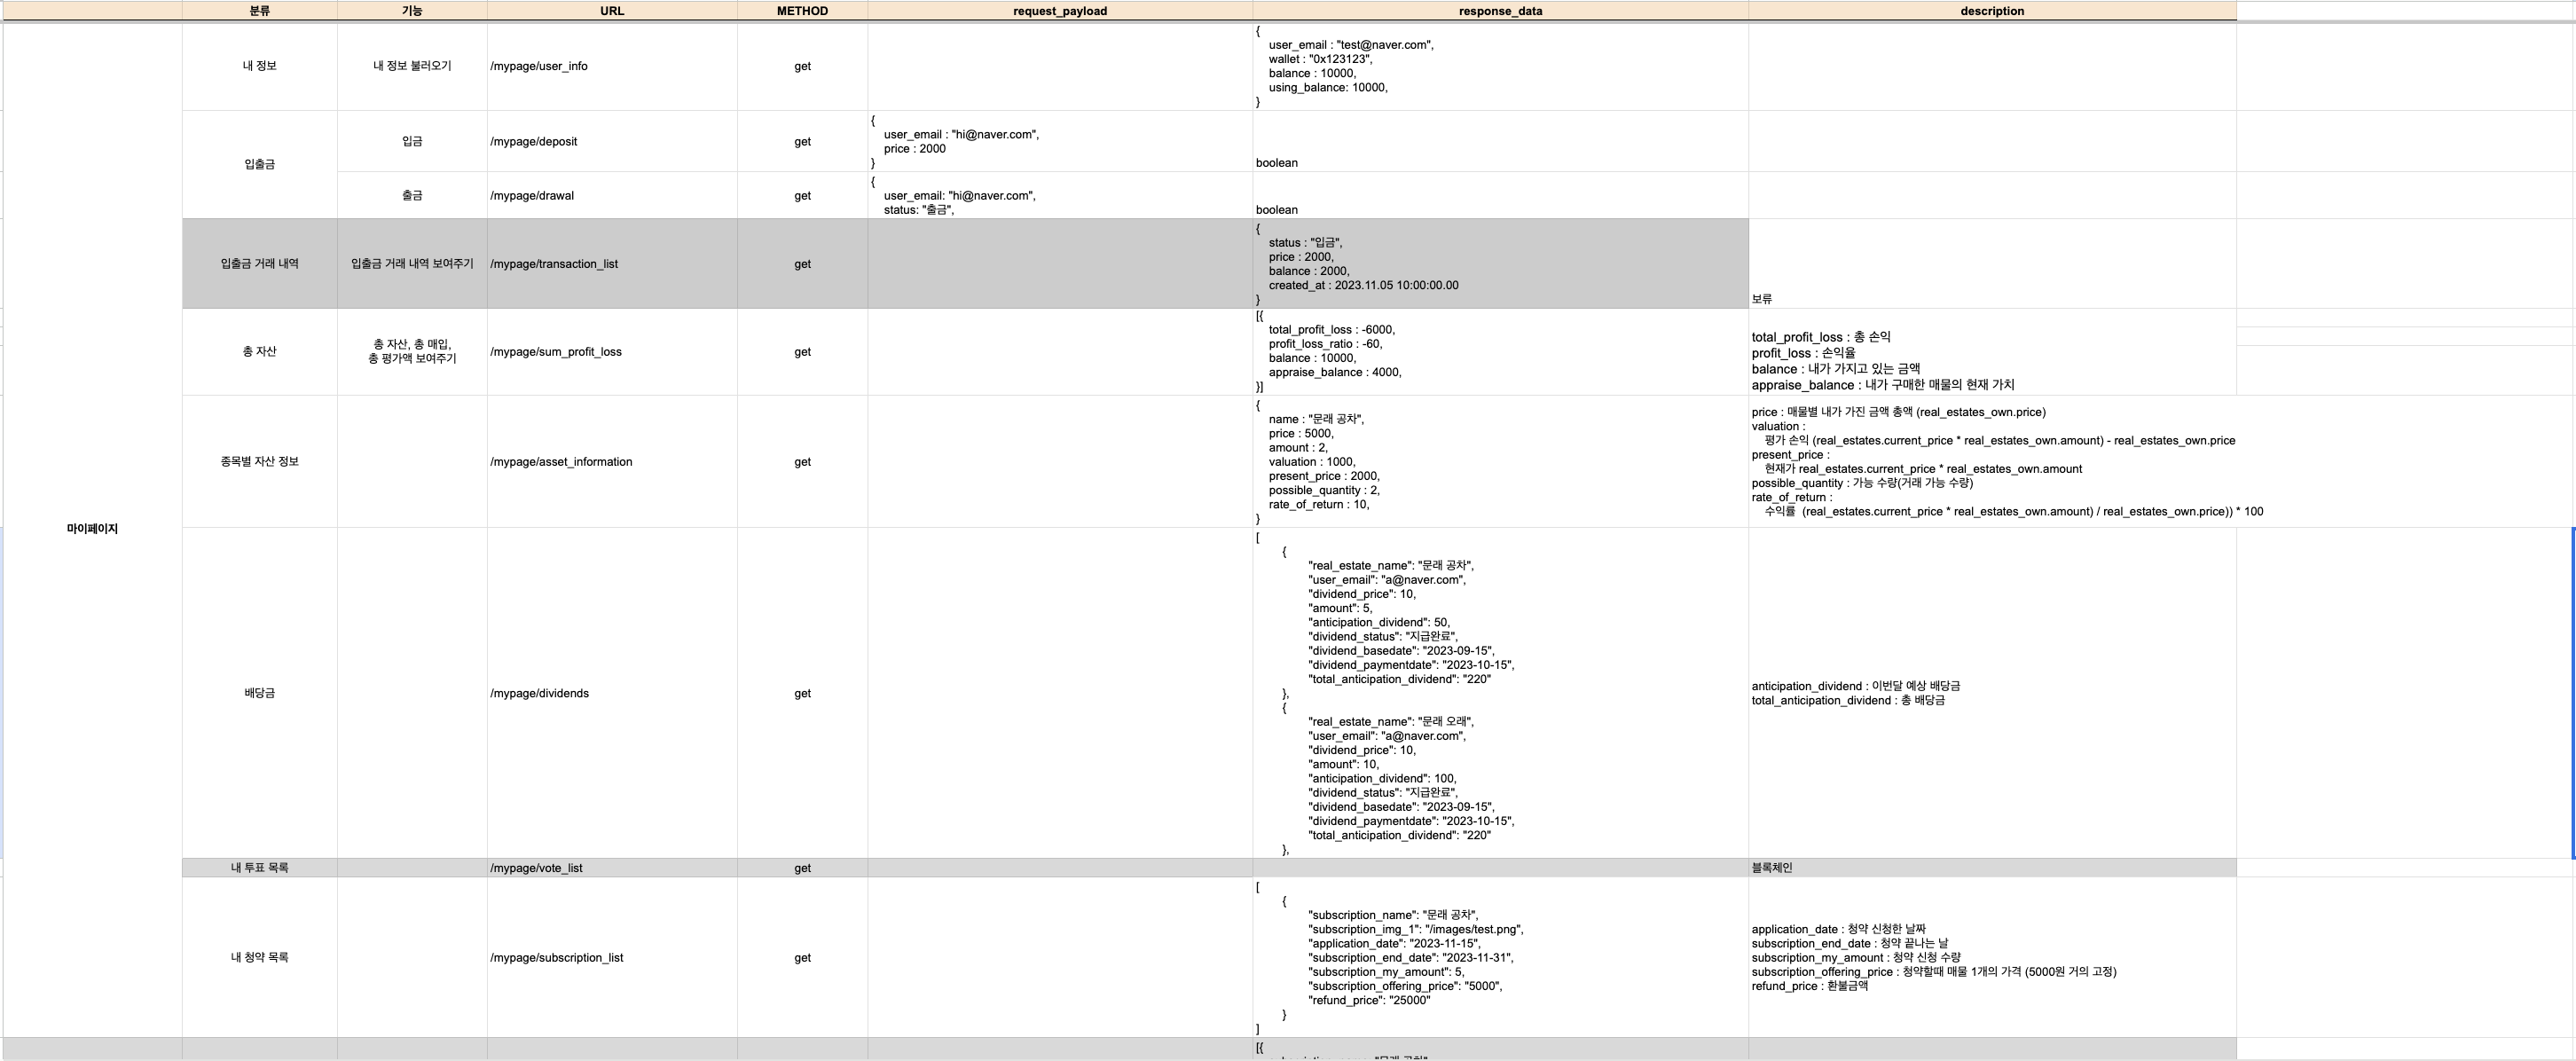 분류 기능 URL METHOD request_payload response_data description
마이페이지
내 정보 내 정보 불러오기 /mypage/user_info get
{
user_email : "test@naver.com",
wallet : "0x123123",
balance : 10000,
using_balance: 10000,
}
입출금
입금 /mypage/deposit get
{
user_email : "hi@naver.com",
price : 2000
}
boolean
출금 /mypage/drawal get
{
user_email: "hi@naver.com",
status: "출금",
boolean
입출금 거래 내역 입출금 거래 내역 보여주기 /mypage/transaction_list get
{
status : "입금",
price : 2000,
balance : 2000,
created_at : 2023.11.05 10:00:00.00
}
보류
총 자산
총 자산, 총 매입,
총 평가액 보여주기
/mypage/sum_profit_loss get
[{
total_profit_loss : -6000,
profit_loss_ratio : -60,
balance : 10000,
appraise_balance : 4000,
}]
total_profit_loss : 총 손익
profit_loss : 손익율
balance : 내가 가지고 있는 금액
appraise_balance : 내가 구매한 매물의 현재 가치
종목별 자산 정보 /mypage/asset_information get
{
name : "문래 공차",
price : 5000,
amount : 2,
valuation : 1000,
present_price : 2000,
possible_quantity : 2,
rate_of_return : 10,
}
price : 매물별 내가 가진 금액 총액 (real_estates_own.price)
valuation :
평가 손익 (real_estates.current_price * real_estates_own.amount) - real_estates_own.price
present_price :
현재가 real_estates.current_price * real_estates_own.amount
possible_quantity : 가능 수량(거래 가능 수량)
rate_of_return :
수익률 (real_estates.current_price * real_estates_own.amount) / real_estates_own.price)) * 100
배당금 /mypage/dividends get
[
{
"real_estate_name": "문래 공차",
"user_email": "a@naver.com",
"dividend_price": 10,
"amount": 5,
"anticipation_dividend": 50,
"dividend_status": "지급완료",
"dividend_basedate": "2023-09-15",
"dividend_paymentdate": "2023-10-15",
"total_anticipation_dividend": "220"
},
{
"real_estate_name": "문래 오래",
"user_email": "a@naver.com",
"dividend_price": 10,
"amount": 10,
"anticipation_dividend": 100,
"dividend_status": "지급완료",
"dividend_basedate": "2023-09-15",
"dividend_paymentdate": "2023-10-15",
"total_anticipation_dividend": "220"
},
anticipation_dividend : 이번달 예상 배당금
total_anticipation_dividend : 총 배당금
내 투표 목록 /mypage/vote_list get 블록체인
내 청약 목록 /mypage/subscription_list get
[
{
"subscription_name": "문래 공차",
"subscription_img_1": "/images/test.png",
"application_date": "2023-11-15",
"subscription_end_date": "2023-11-31",
"subscription_my_amount": 5,
"subscription_offering_price": "5000",
"refund_price": "25000"
}
]
application_date : 청약 신청한 날짜
subscription_end_date : 청약 끝나는 날
subscription_my_amount : 청약 신청 수량
subscription_offering_price : 청약할때 매물 1개의 가격 (5000원 거의 고정)
refund_price : 환불금액
[{